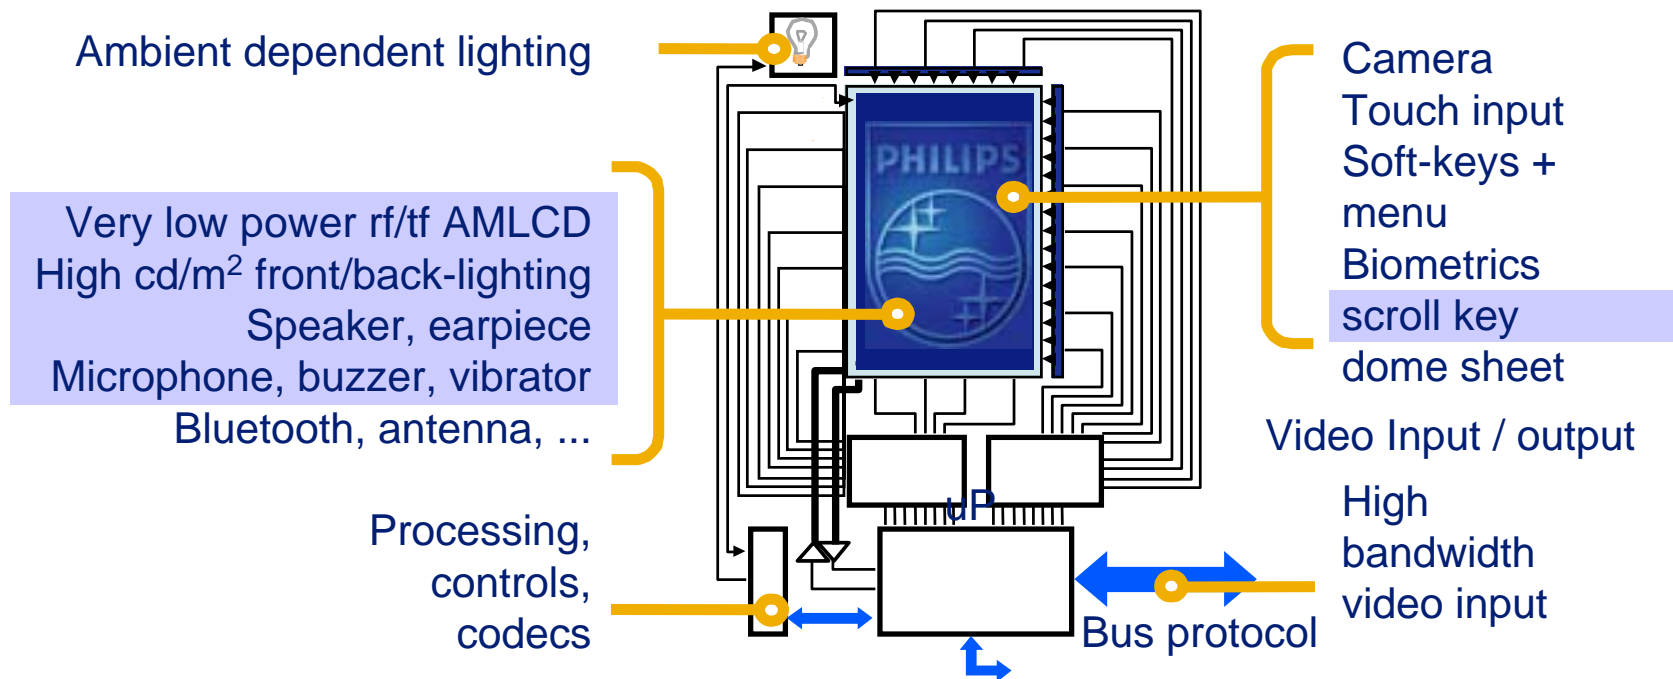 Ambient dependent lighting
Very low power rf/tf AMLCD
High cd/m² front/back-lighting
Speaker, earpiece
Microphone, buzzer, vibrator
Bluetooth, antenna, ...
Processing,
controls,
codecs
PHILIPS
uP
Camera
Touch input
Soft-keys +
menu
Biometrics
scroll key
dome sheet
Video Input / output
High
bandwidth
video input
Bus protocol